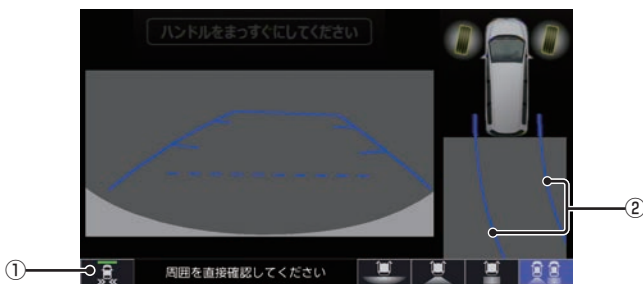 ハンドルをまっすぐにしてください
①
周囲を直接確認してください
②